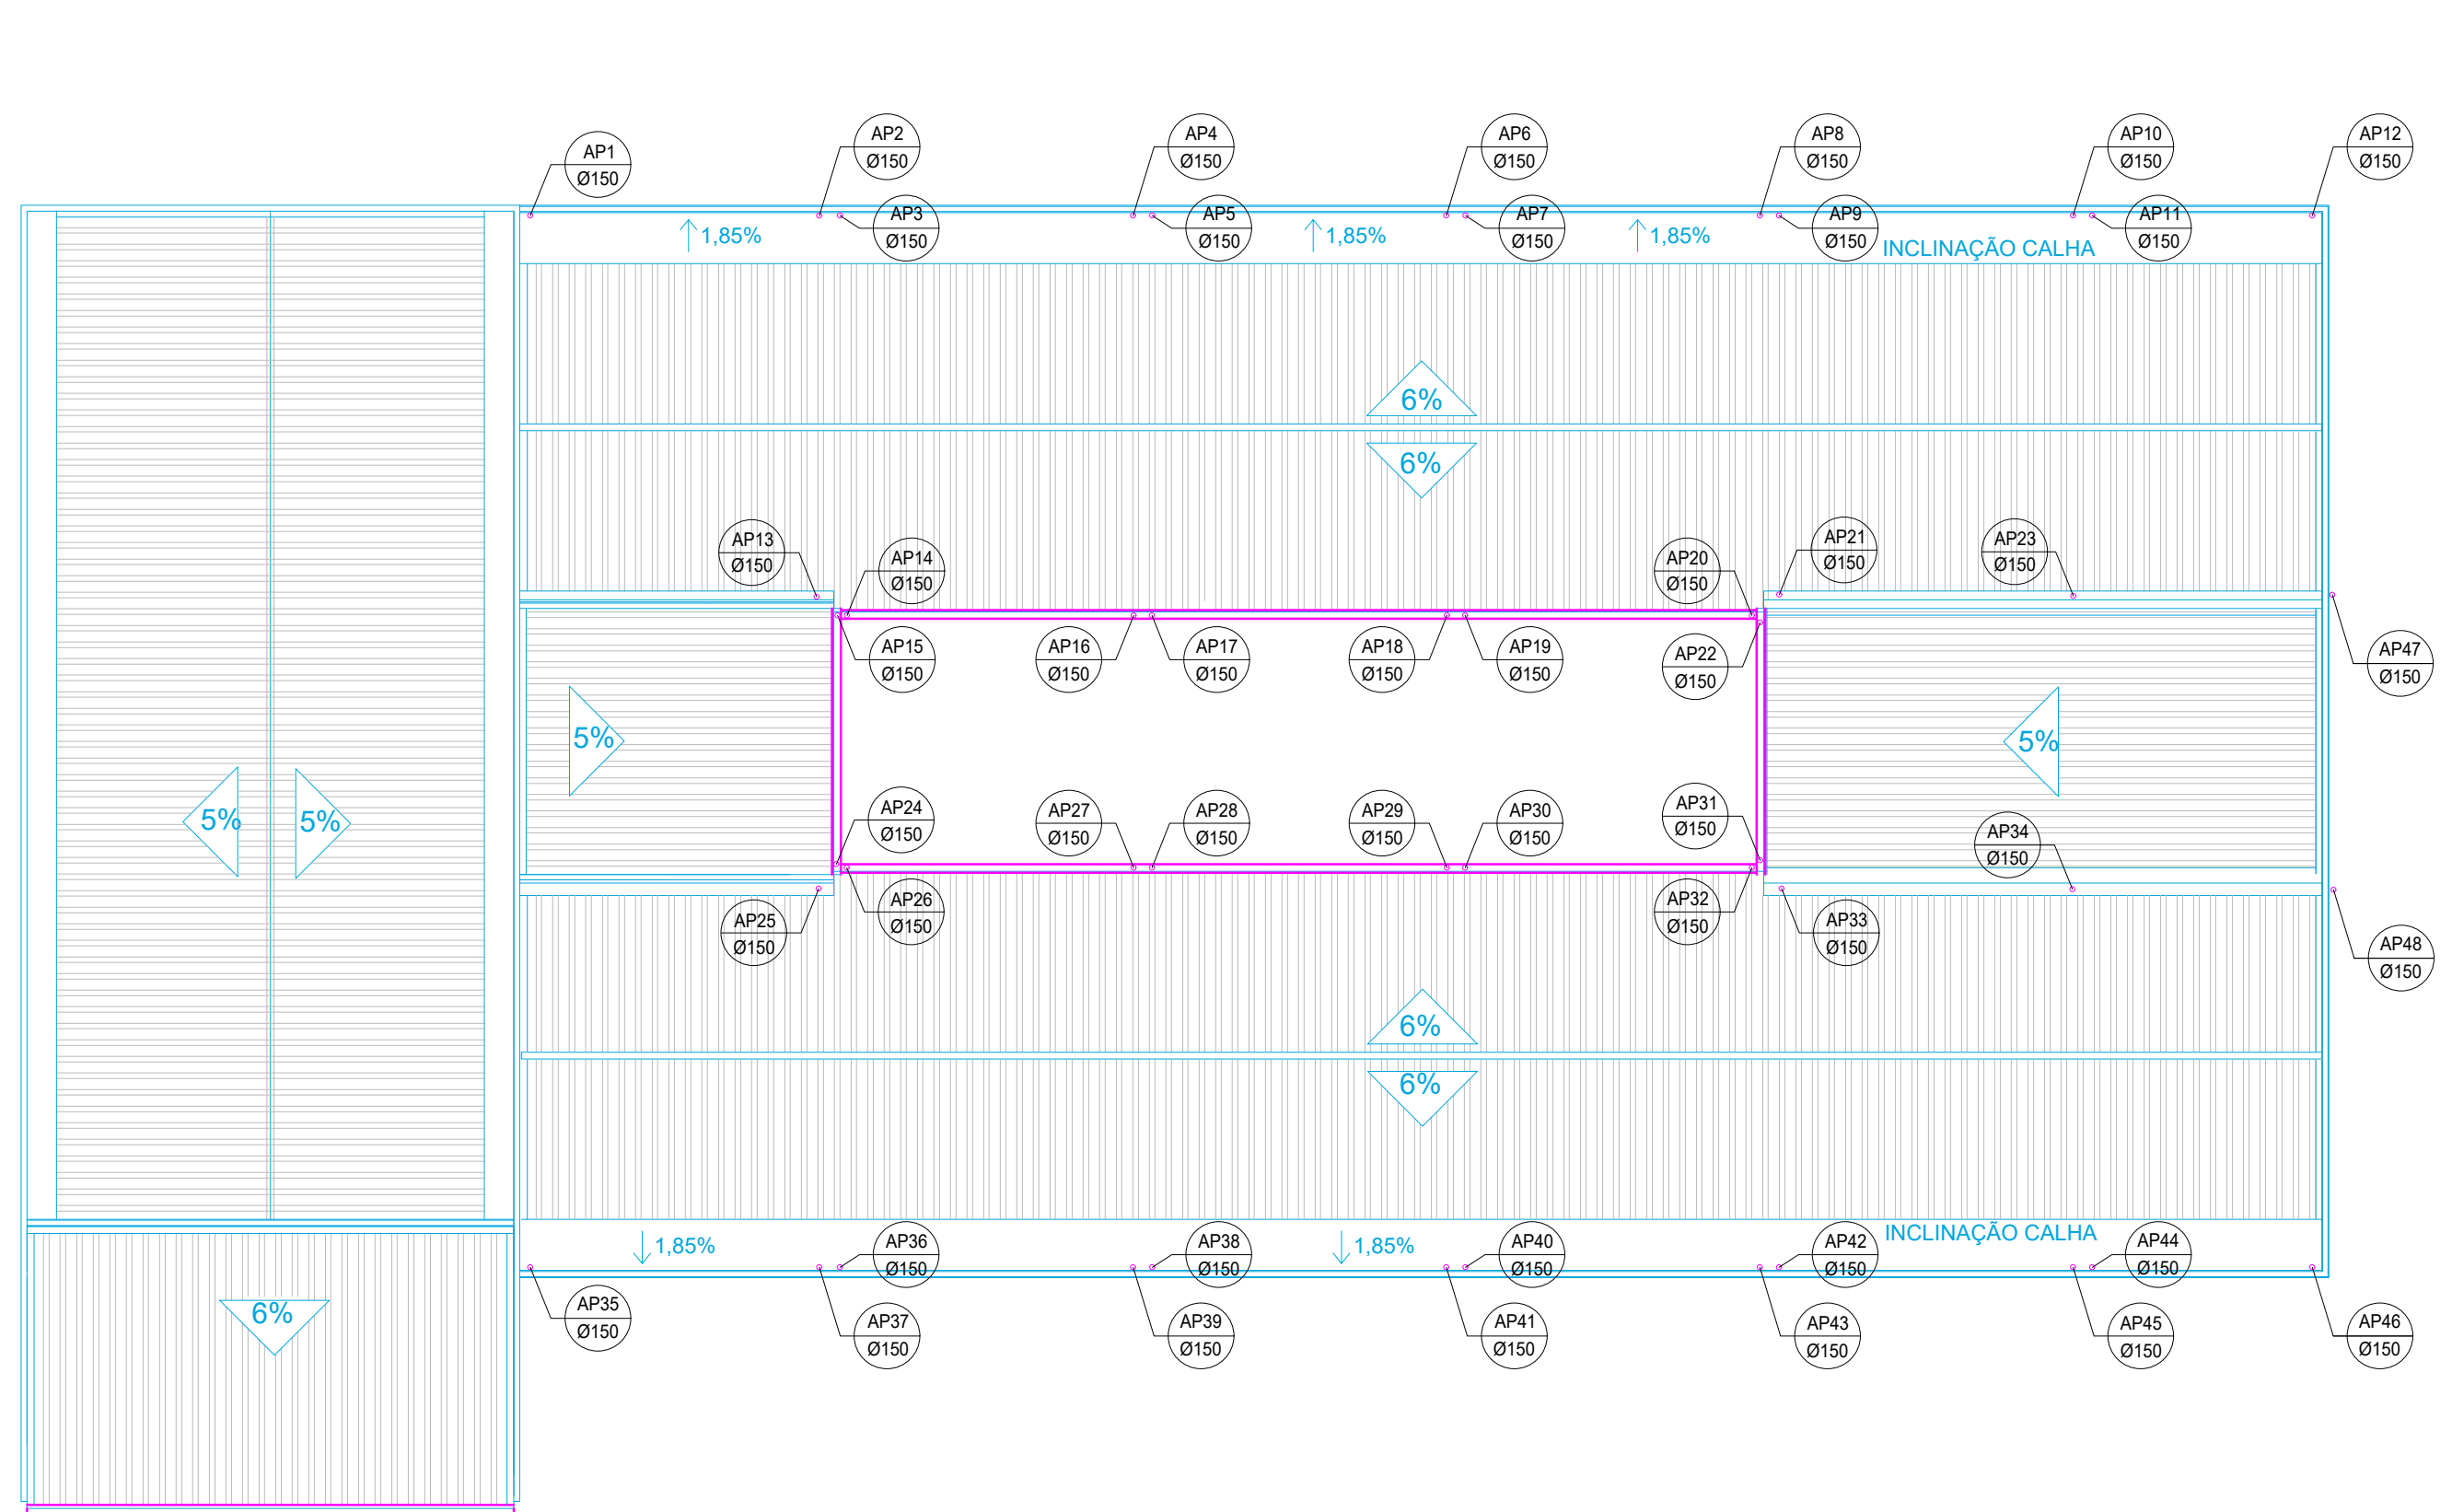 AP1
Ø150
AP2
Ø150
AP4
Ø150
AP6
Ø150
AP8
Ø150
AP10
Ø150
AP12
Ø150
AP3
Ø150
AP5
Ø150
AP7
Ø150
AP9
Ø150
AP11
Ø150
1,85%
1,85%
1,85%
INCLINAÇÃO CALHA
6%
6%
AP13
Ø150
AP14
Ø150
AP20
Ø150
AP21
Ø150
AP23
Ø150
AP15
Ø150
AP16
Ø150
AP17
Ø150
AP18
Ø150
AP19
Ø150
AP22
Ø150
AP47
Ø150
5%
5%
5%
5%
AP24
Ø150
AP27
Ø150
AP28
Ø150
AP29
Ø150
AP30
Ø150
AP31
Ø150
AP34
Ø150
AP25
Ø150
AP26
Ø150
AP32
Ø150
AP33
Ø150
AP48
Ø150
6%
6%
1,85%
1,85%
INCLINAÇÃO CALHA
AP36
Ø150
AP38
Ø150
AP40
Ø150
AP42
Ø150
AP44
Ø150
AP35
Ø150
AP37
Ø150
AP39
Ø150
AP41
Ø150
AP43
Ø150
AP45
Ø150
AP46
Ø150
6%